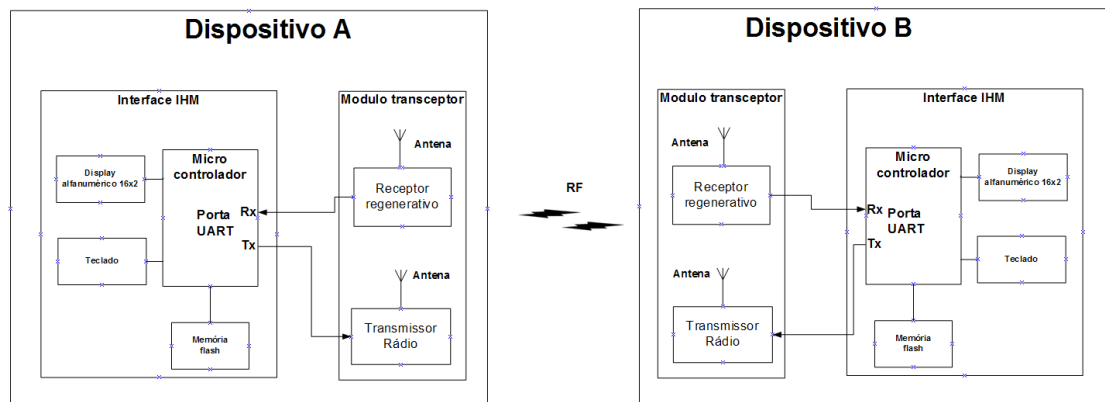 Dispositivo A
Interface IHM
Display
alfanumérico 16x2
Teclado
Micro
controlador
Porta
UART
Rx
Tx
Memória
flash
Modulo transceptor
Antena
Receptor
regenerativo
Antena
Transmissor
Rádio
RF
Dispositivo B
Modulo transceptor
Antena
Receptor
regenerativo
Antena
Transmissor
Rádio
Interface IHM
Micro
controlador
Rx
Porta
UART
Tx
Display
alfanumérico 16x2
Teclado
Memória
flash